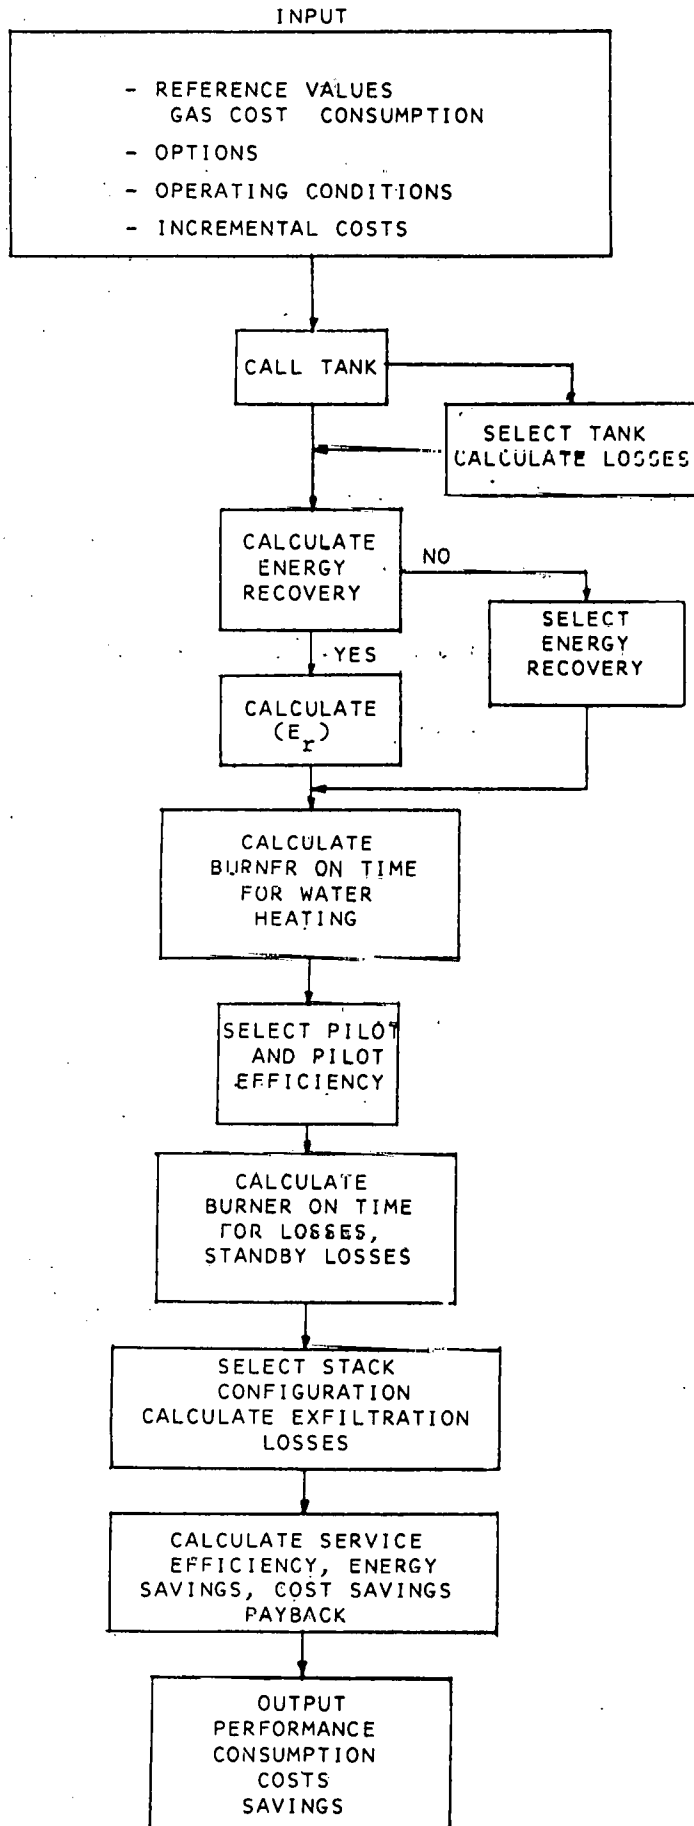 INPUT
- REFERENCE VALUES
GAS COST CONSUMPTION
- OPTIONS
- OPERATING CONDITIONS
- INCREMENTAL COSTS
CALL TANK
SELECT TANK
CALCULATE LOSSES
CALCULATE
ENERGY
RECOVERY
NO
SELECT
ENERGY
RECOVERY
YES
CALCULATE
(E_r)
CALCULATE
BURNER ON TIME
FOR WATER
HEATING
SELECT PILOT
AND PILOT
EFFICIENCY
CALCULATE
BURNER ON TIME
FOR LOSSES,
STANDBY LOSSES
SELECT STACK
CONFIGURATION
CALCULATE EXFILTRATION
LOSSES
CALCULATE SERVICE
EFFICIENCY, ENERGY
SAVINGS, COST SAVINGS
PAYBACK
OUTPUT
PERFORMANCE
CONSUMPTION
COSTS
SAVINGS